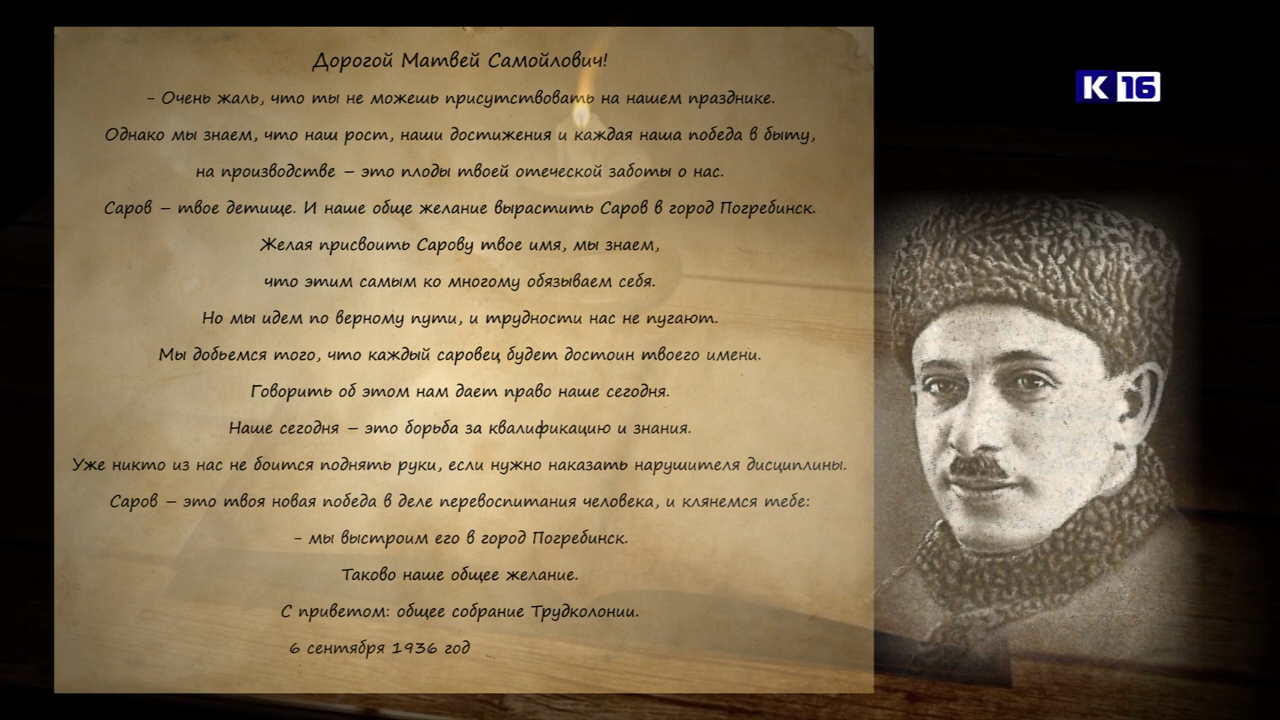 Дорогой Матвей Самойлович!
- Очень жаль, что ты не можешь присутствовать на нашем празднике.
Однако мы знаем, что наш рост, наши достижения и каждая наша победа в быту,
на производстве – это плоды твоей отеческой заботы о нас.
Саров – твое детище. И наше обще желание вырастить Саров в город Погребинск.
Желая присвоить Сарову твое имя, мы знаем,
что этим самым ко многому обязываем себя.
Но мы идем по верному пути, и трудности нас не пугают.
Мы добьемся того, что каждый саровец будет достоин твоего имени.
Говорить об этом нам дает право наше сегодня.
Наше сегодня – это борьба за квалификацию и знания.
Уже никто из нас не боится поднять руки, если нужно наказать нарушителя дисциплины.
Саров – это твоя новая победа в деле перевоспитания человека, и клянемся тебе:
- мы выстроим его в город Погребинск.
Таково наше общее желание.
С приветом: общее собрание Трудколонии.
6 сентября 1936 год
К 16